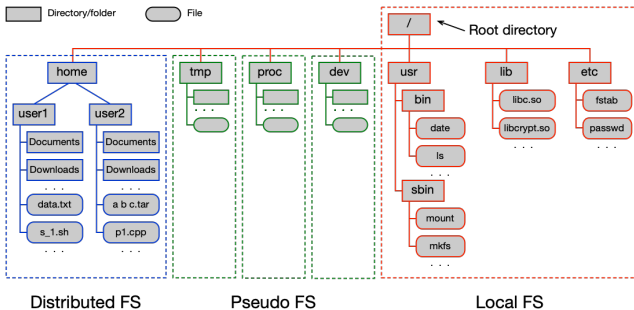 Directory/folder
File
/
Root directory
home
tmp
proc
dev
usr
lib
etc
user1
user2
. . .
. . .
. . .
bin
libc.so
fstab
Documents
Documents
date
libcrypt.so
passwd
Downloads
Downloads
ls
. . .
. . .
. . .
. . .
. . .
data.txt
a b c.tar
sbin
s_1.sh
p1.cpp
mount
. . .
. . .
mkfs
. . .
Distributed FS
Pseudo FS
Local FS